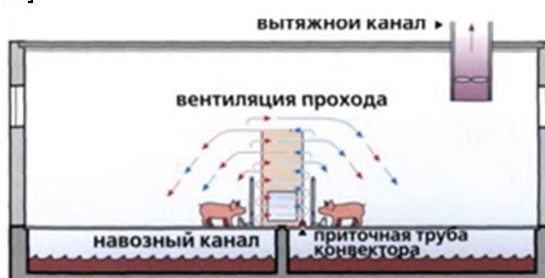 вытяжной канал
вентиляция прохода
навозный канал
приточная труба
конвектора